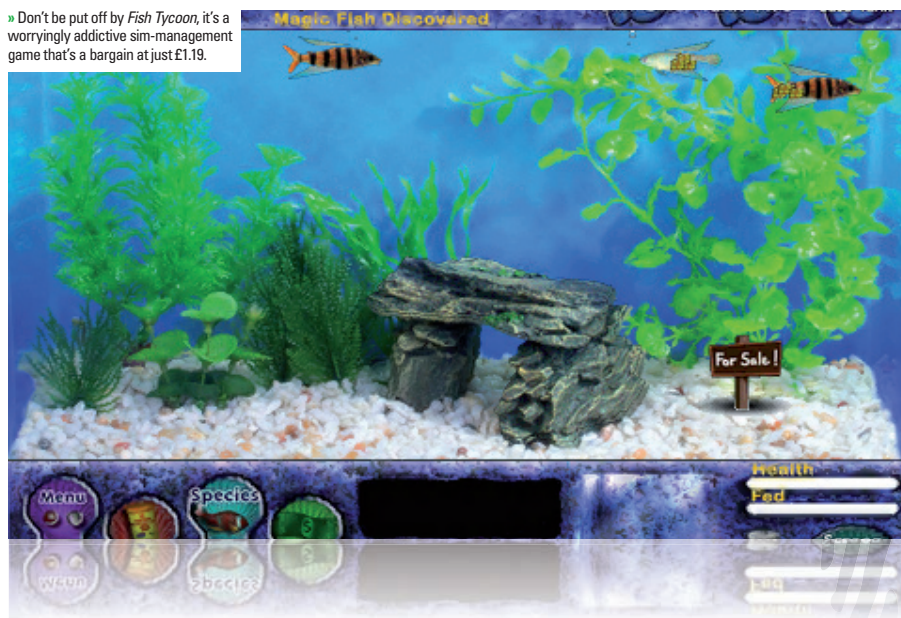 » Don't be put off by Fish Tycoon, it's a
worryingly addictive sim-management
game that's a bargain at just £1.19.
Magic Fish Discovered
For Sale!
Health
Menu
Species
Fed